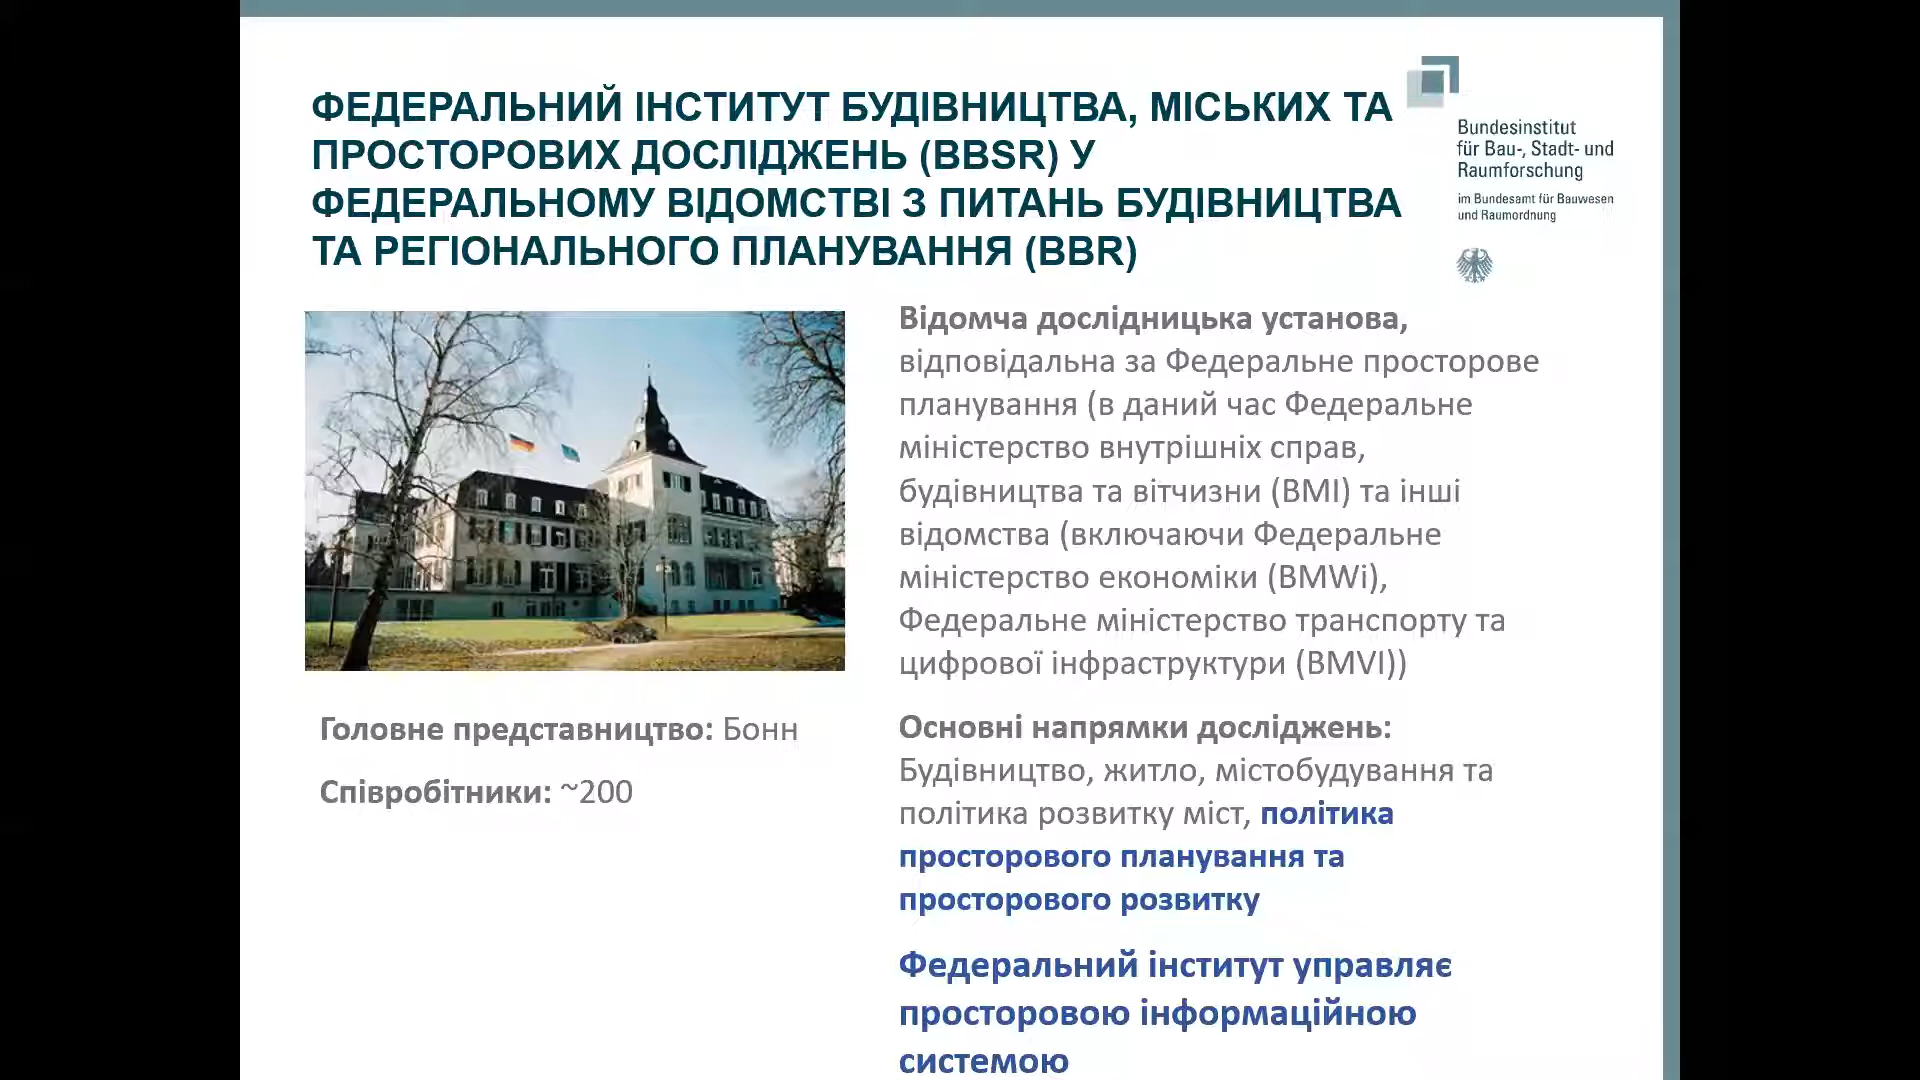 ФЕДЕРАЛЬНИЙ ІНСТИТУТ БУДІВНИЦТВА, МІСЬКИХ ТА
ПРОСТОРОВИХ ДОСЛІДЖЕНЬ (BBSR) У
ФЕДЕРАЛЬНОМУ ВІДОМСТВІ З ПИТАНЬ БУДІВНИЦТВА
ТА РЕГІОНАЛЬНОГО ПЛАНУВАННЯ (BBR)
Bundesinstitut
für Bau-, Stadt- und
Raumforschung
im Bundesamt für Bauwesen
und Raumordnung
Головне представництво: Бонн
Співробітники: ~200
Відомча дослідницька установа,
відповідальна за Федеральне просторове
планування (в даний час Федеральне
міністерство внутрішніх справ,
будівництва та вітчизни (BMI) та інші
відомства (включаючи Федеральне
міністерство економіки (BMWi),
Федеральне міністерство транспорту та
цифрової інфраструктури (BMVI))
Основні напрямки досліджень:
Будівництво, житло, містобудування та
політика розвитку міст, політика
просторового планування та
просторового розвитку
Федеральний інститут управляє
просторовою інформаційною
системою